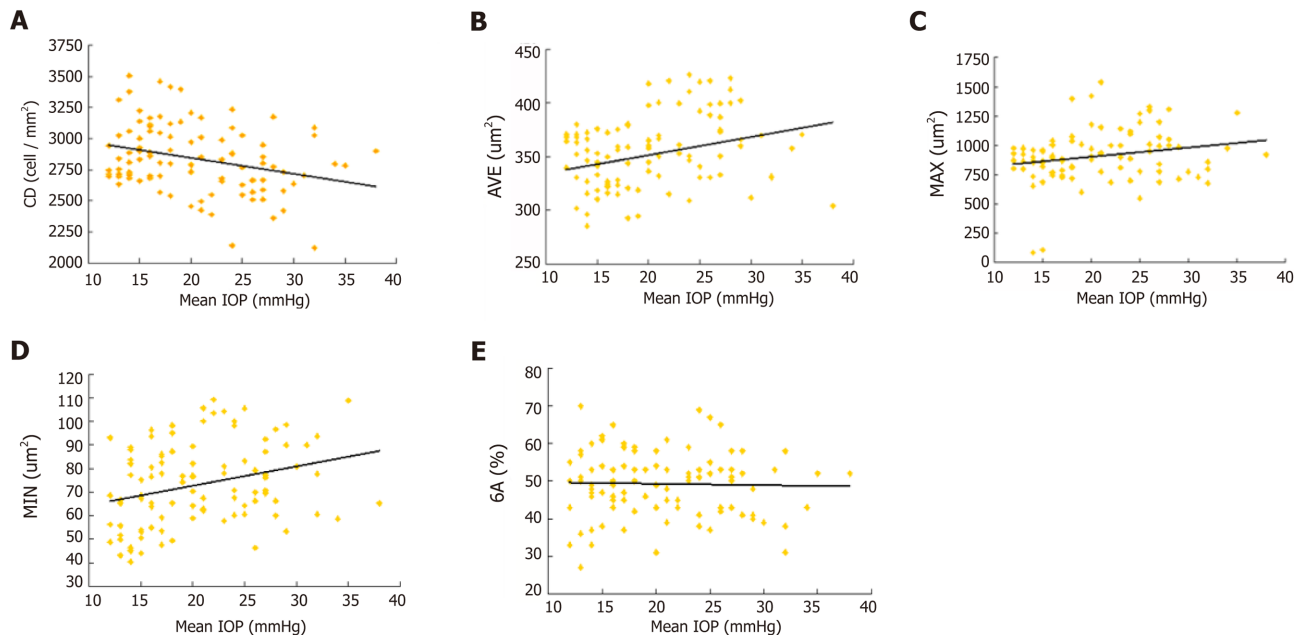 A
3750
3500
3250
3000
2750
2500
2250
2000
CD (cell / mm²)
10 15 20 25 30 35 40
Mean IOP (mmHg)
B
450
400
350
300
250
AVE (um²)
10 15 20 25 30 35 40
Mean IOP (mmHg)
C
1750
1500
1250
1000
750
500
250
0
MAX (um²)
10 15 20 25 30 35 40
Mean IOP (mmHg)
D
120
110
100
90
80
70
60
50
40
30
MIN (um²)
10 15 20 25 30 35 40
Mean IOP (mmHg)
E
80
70
60
50
40
30
20
6A (%)
10 15 20 25 30 35 40
Mean IOP (mmHg)